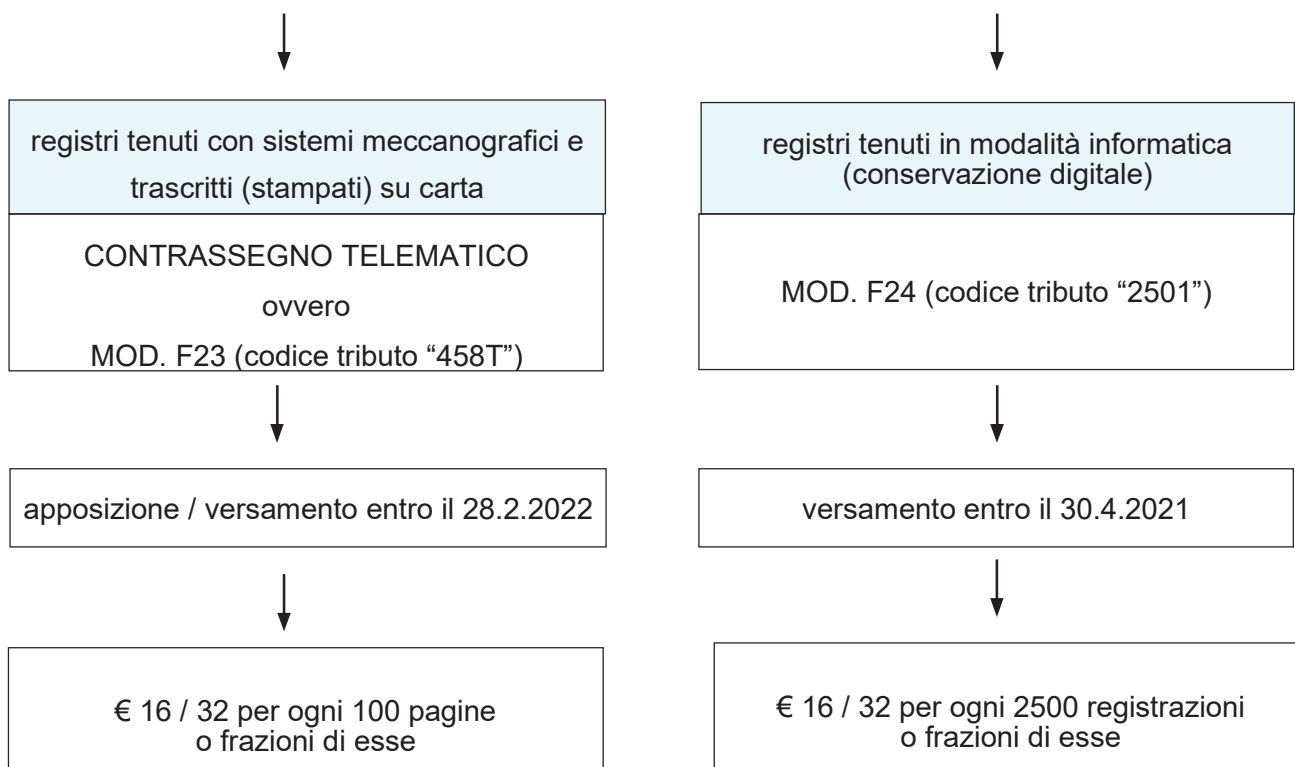 registri tenuti con sistemi meccanografici e
trascritti (stampati) su carta
CONTRASSEGNO TELEMATICO
ovvero
MOD. F23 (codice tributo “458T”)
apposizione / versamento entro il 28.2.2022
€ 16 / 32 per ogni 100 pagine
o frazioni di esse
registri tenuti in modalità informatica
(conservazione digitale)
MOD. F24 (codice tributo “2501”)
versamento entro il 30.4.2021
€ 16 / 32 per ogni 2500 registrazioni
o frazioni di esse